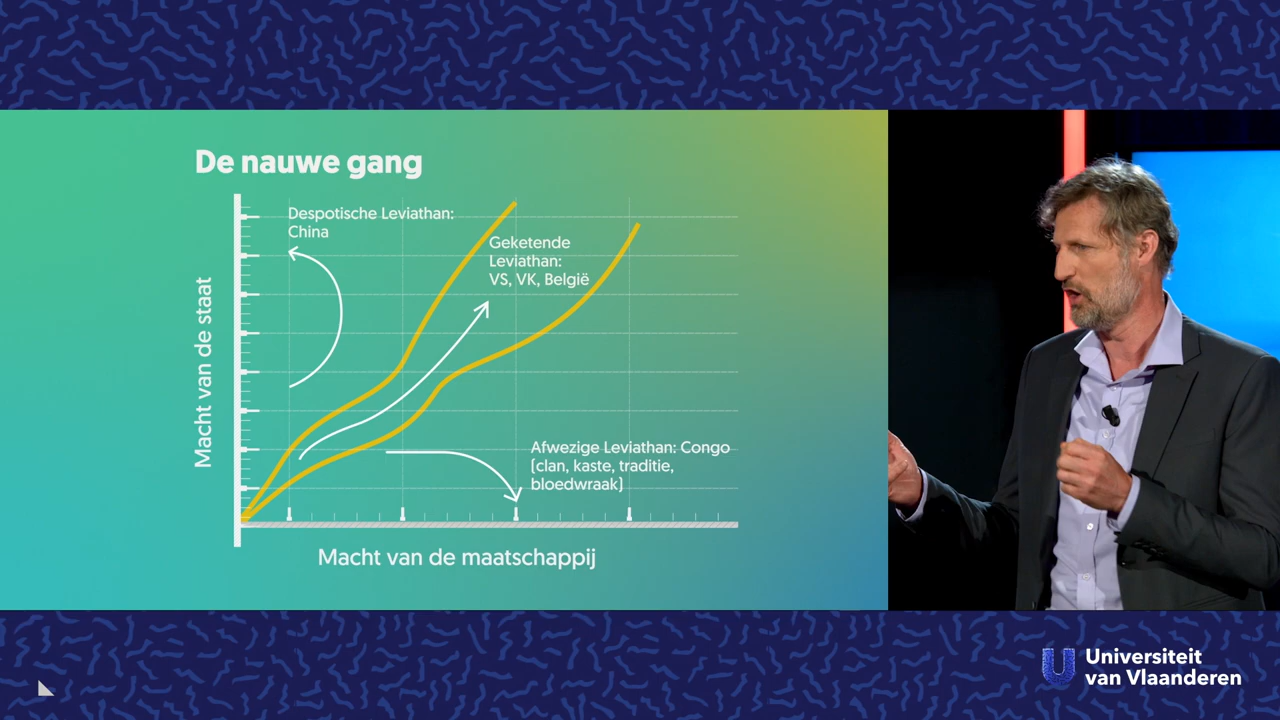 De nauwe gang
Despotische Leviathan:
China
Geketende
Leviathan:
VS, VK, België
Macht van de staat
Afwezige Leviathan: Congo
(clan, kaste, traditie,
bloedwraak)
Macht van de maatschappij
Universiteit
van Vlaanderen